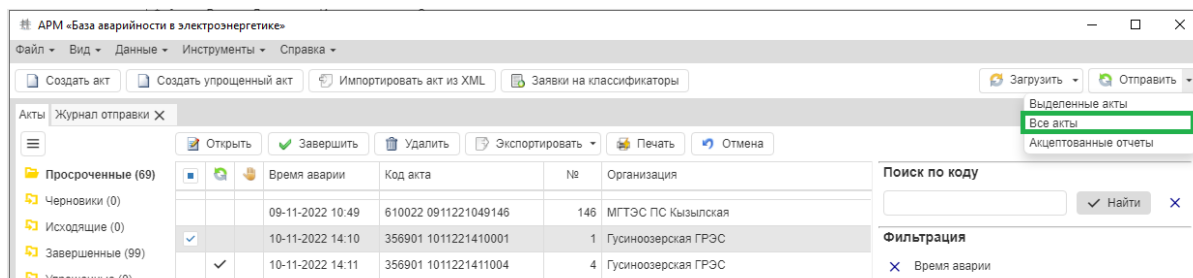 АРМ «База аварийности в электроэнергетике»
Файл Вид Данные Инструменты Справка
Создать акт Создать упрощенный акт Импортировать акт из XML Заявки на классификаторы Загрузить Отправить
Выделенные акты
Все акты
Акцептованные отчеты
Акты Журнал отправки
Открыть Завершить Удалить Экспортировать Печать Отмена
Просроченные (69)
Черновики (0)
Исходящие (0)
Завершенные (99)
Упрощенные (0)
Время аварии Код акта № Организация
09-11-2022 10:49 610022 0911221049146 146 МГТЭС ПС Кызылская
10-11-2022 14:10 356901 1011221410001 1 Гусиноозерская ГРЭС
10-11-2022 14:11 356901 1011221411004 4 Гусиноозерская ГРЭС
Поиск по коду
Найти
Фильтрация
Время аварии